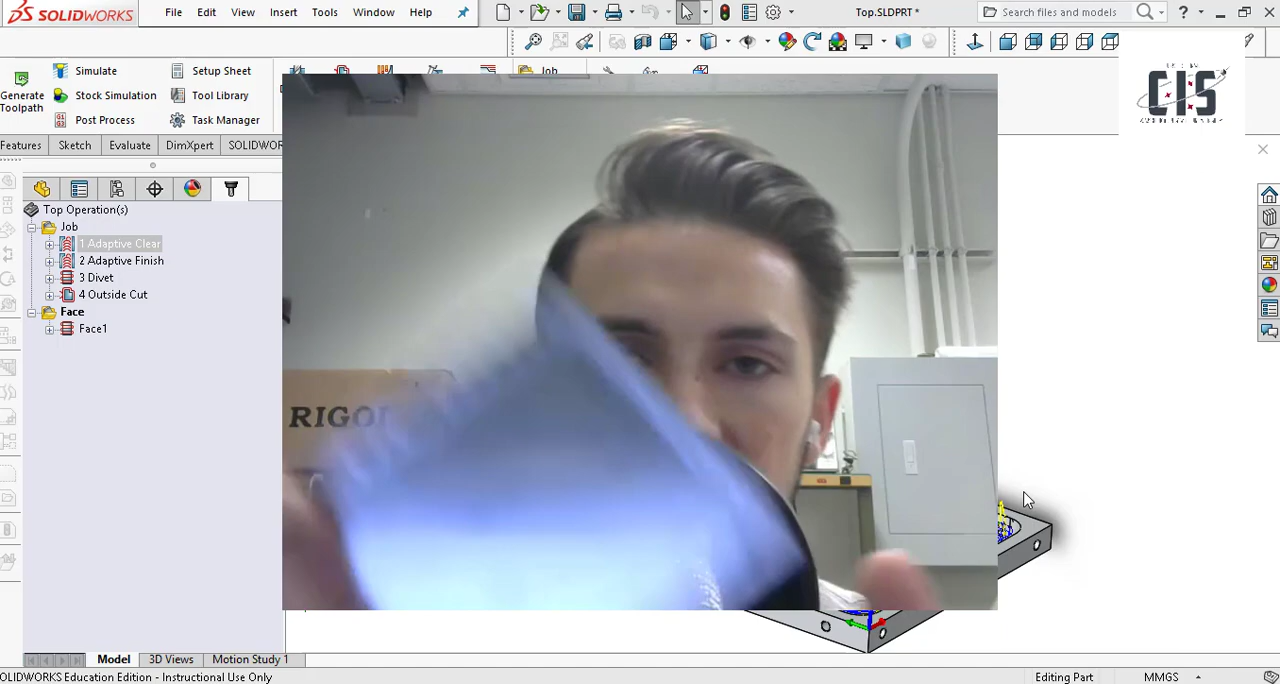 SOLIDWORKS File Edit View Insert Tools Window Help Top.SLDPRT * Search files and models ?
Generate Toolpath
Simulate Setup Sheet
Stock Simulation Tool Library
Post Process Task Manager
Job
CIS
Features Sketch Evaluate DimXpert SOLIDWOR
Top Operation(s)
Job
1 Adaptive Clear
2 Adaptive Finish
3 Divet
4 Outside Cut
Face
Face1
RIGOL
Model 3D Views Motion Study 1
OLIDWORKS Education Edition - Instructional Use Only Editing Part MMGS